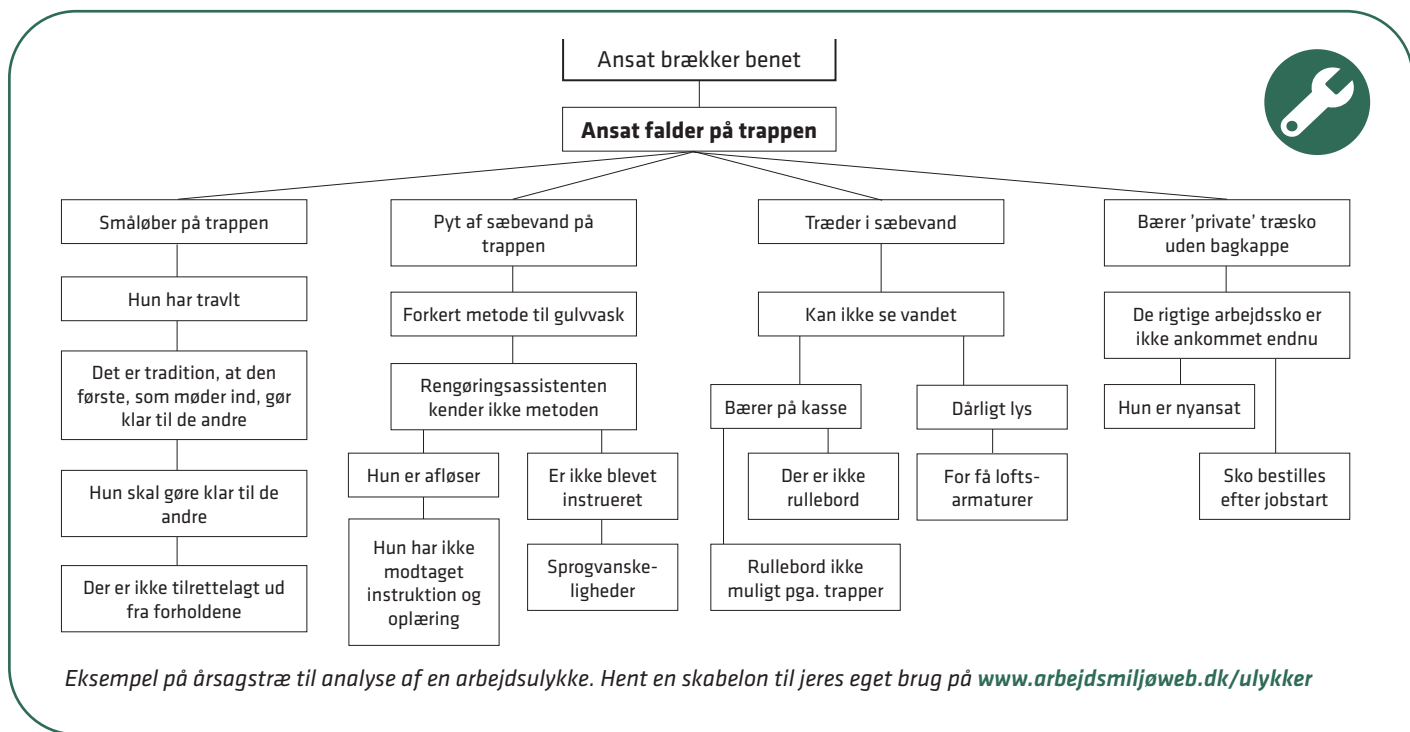 Ansat brækker benet
Ansat falder på trappen
Småløber på trappen
Hun har travlt
Det er tradition, at den
første, som møder ind, gør
klar til de andre
Hun skal gøre klar til de
andre
Der er ikke tilrettelagt ud
fra forholdene
Pyt af sæbevand på
trappen
Forkert metode til gulvvask
Rengøringsassistenten
kender ikke metoden
Hun er afløser
Hun har ikke
modtaget
instruktion og
oplæring
Er ikke blevet
instrueret
Sprogvanske-
ligheder
Træder i sæbevand
Kan ikke se vandet
Bærer på kasse
Der er ikke
rullebord
Rullebord ikke
muligt pga. trapper
Dårligt lys
For få lofts-
armaturer
Bærer ’private’ træsko
uden bagkappe
De rigtige arbejdssko er
ikke ankommet endnu
Hun er nyansat
Sko bestilles
efter jobstart
Eksempel på årsagstræ til analyse af en arbejdsulykke. Hent en skabelon til jeres eget brug på www.arbejdsmiljøweb.dk/ulykker